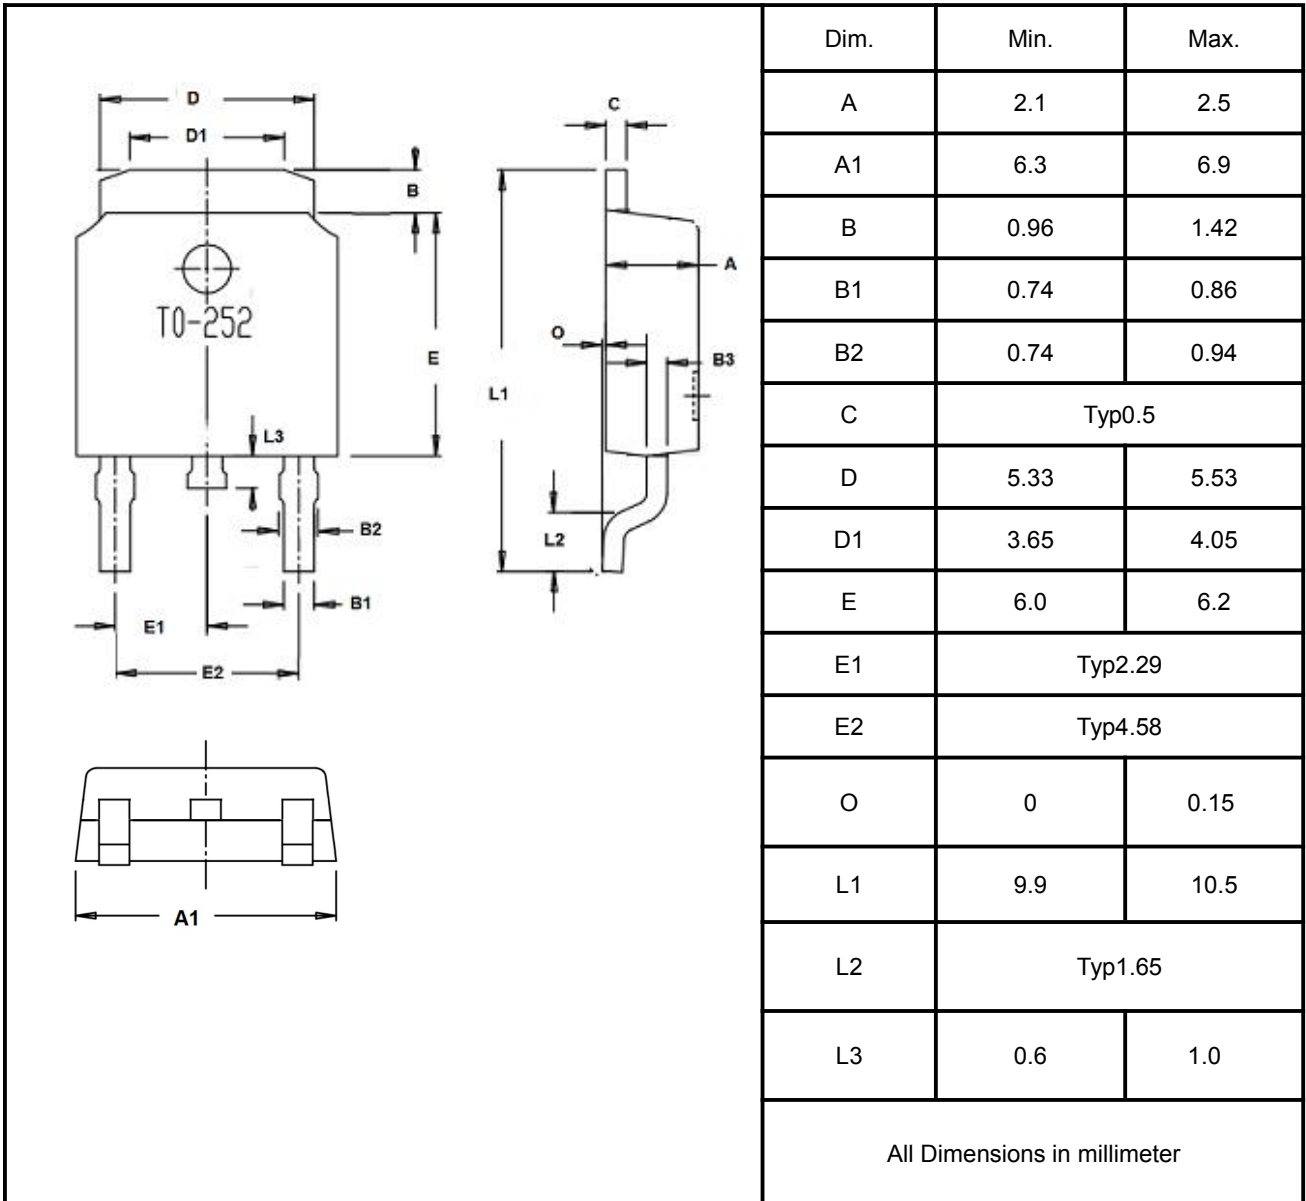 D
D1
B
TO-252
E
L3
B2
B1
E1
E2
C
A
O
B3
L1
L2
A1
Dim. Min. Max.
A 2.1 2.5
A1 6.3 6.9
B 0.96 1.42
B1 0.74 0.86
B2 0.74 0.94
C Typ0.5
D 5.33 5.53
D1 3.65 4.05
E 6.0 6.2
E1 Typ2.29
E2 Typ4.58
O 0 0.15
L1 9.9 10.5
L2 Typ1.65
L3 0.6 1.0
All Dimensions in millimeter